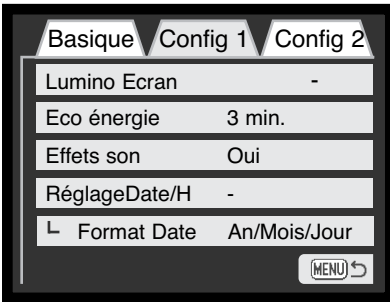 Basique Config 1 Config 2
Lumino Ecran -
Eco énergie 3 min.
Effets son Oui
RéglageDate/H -
Format Date An/Mois/Jour
MENU